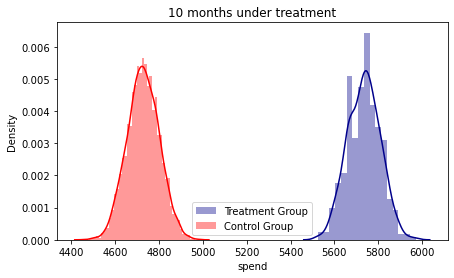 10 months under treatment
Density
0.006
0.005
0.004
0.003
0.002
0.001
0.000
Treatment Group
Control Group
4400 4600 4800 5000 5200 5400 5600 5800 6000
spend